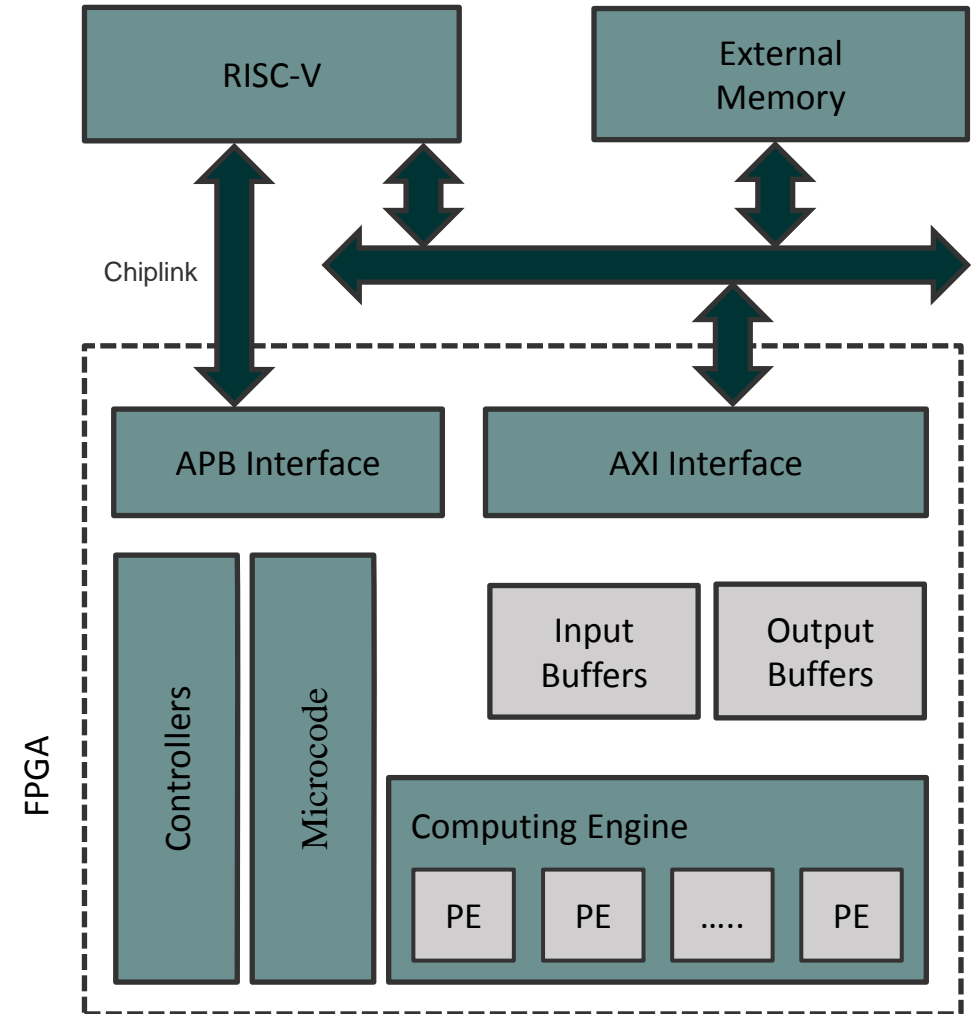 RISC-V
External
Memory
Chiplink
APB Interface
AXI Interface
Input
Buffers
Output
Buffers
FPGA
Controllers
Microcode
Computing Engine
PE
PE
.....
PE